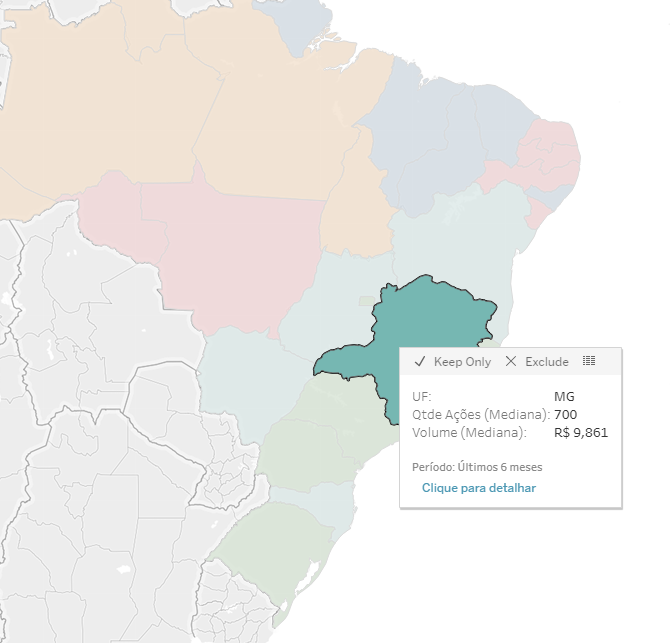 Keep Only Exclude
UF: MG
Qtde Ações (Mediana): 700
Volume (Mediana): R$ 9,861
Período: Últimos 6 meses
Clique para detalhar